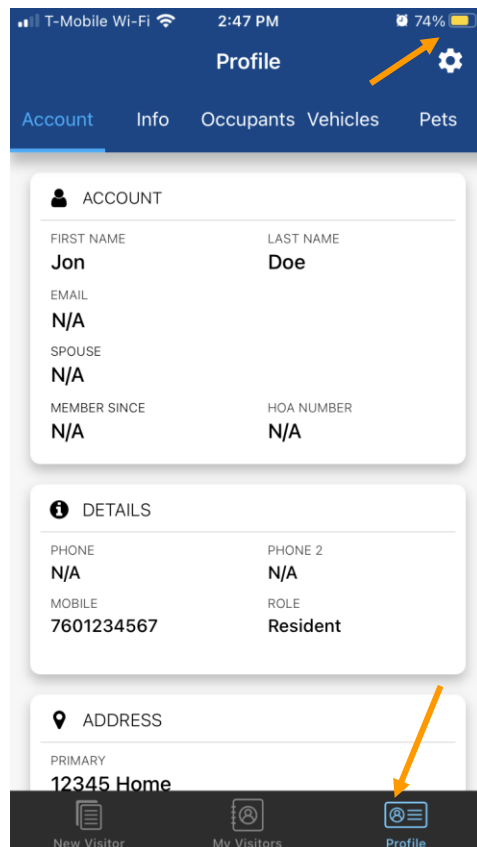 T-Mobile Wi-Fi 2:47 PM 74%
Profile
Account Info Occupants Vehicles Pets
ACCOUNT
FIRST NAME LAST NAME
Jon Doe
EMAIL
N/A
SPOUSE
N/A
MEMBER SINCE HOA NUMBER
N/A N/A
DETAILS
PHONE PHONE 2
N/A N/A
MOBILE ROLE
7601234567 Resident
ADDRESS
PRIMARY
12345 Home
New Visitor My Visitors Profile